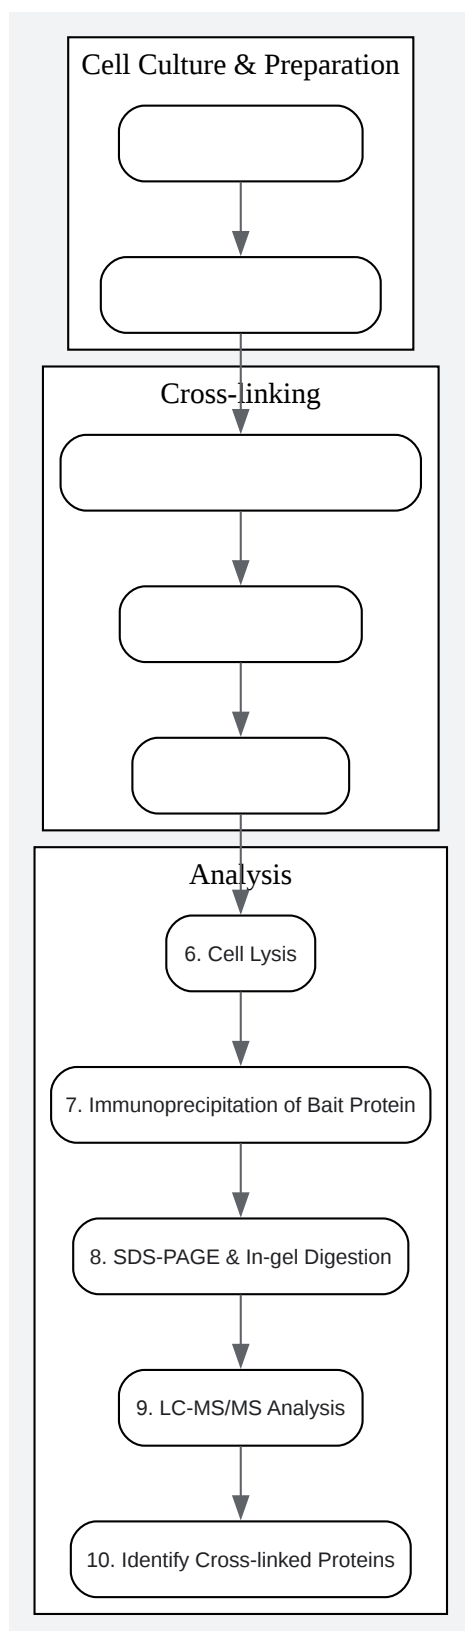 Cell Culture & Preparation
Cross-linking
Analysis
6. Cell Lysis
7. Immunoprecipitation of Bait Protein
8. SDS-PAGE & In-gel Digestion
9. LC-MS/MS Analysis
10. Identify Cross-linked Proteins